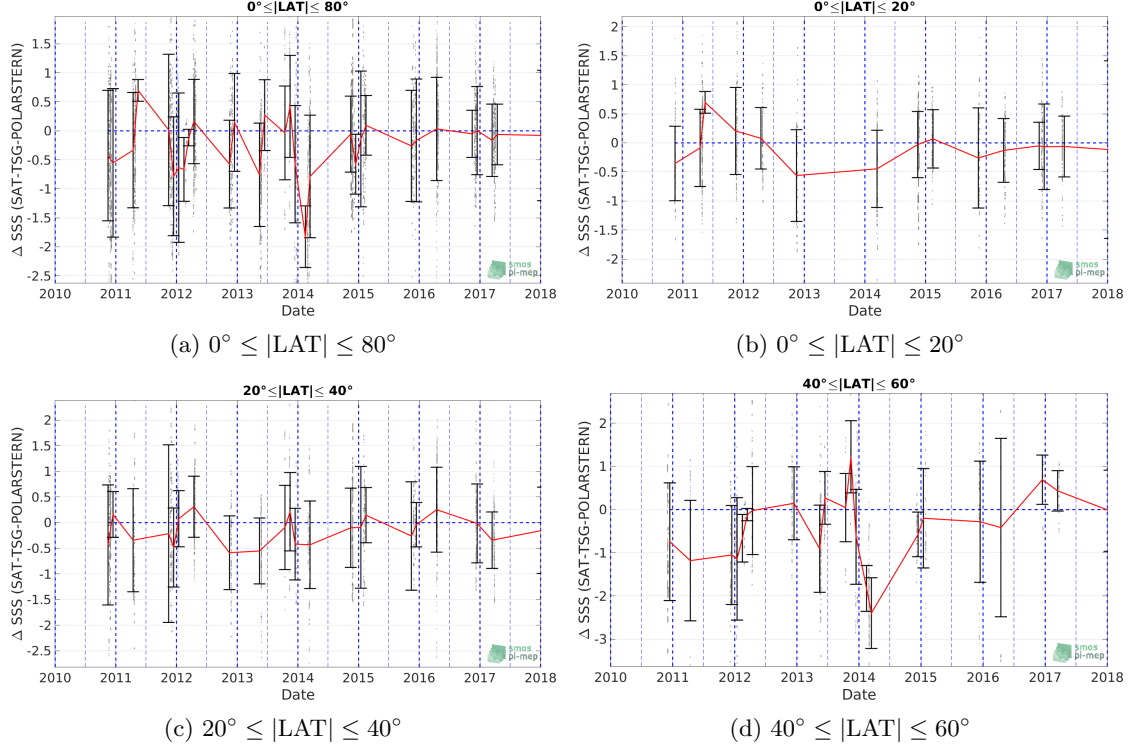 0°≤|LAT|≤ 80°
Δ SSS (SAT-TSG-POLARSTERN)
1.5
1
0.5
0
-0.5
-1
-1.5
-2
-2.5
2010 2011 2012 2013 2014 2015 2016 2017 2018
Date
smos
pi-mep
(a) 0° ≤ |LAT| ≤ 80°
0°≤|LAT|≤ 20°
Δ SSS (SAT-TSG-POLARSTERN)
2
1.5
1
0.5
0
-0.5
-1
-1.5
-2
2010 2011 2012 2013 2014 2015 2016 2017 2018
Date
smos
pi-mep
(b) 0° ≤ |LAT| ≤ 20°
20°≤|LAT|≤ 40°
Δ SSS (SAT-TSG-POLARSTERN)
2
1.5
1
0.5
0
-0.5
-1
-1.5
-2
-2.5
2010 2011 2012 2013 2014 2015 2016 2017 2018
Date
smos
pi-mep
(c) 20° ≤ |LAT| ≤ 40°
40°≤|LAT|≤ 60°
Δ SSS (SAT-TSG-POLARSTERN)
2
1
0
-1
-2
-3
2010 2011 2012 2013 2014 2015 2016 2017 2018
Date
smos
pi-mep
(d) 40° ≤ |LAT| ≤ 60°